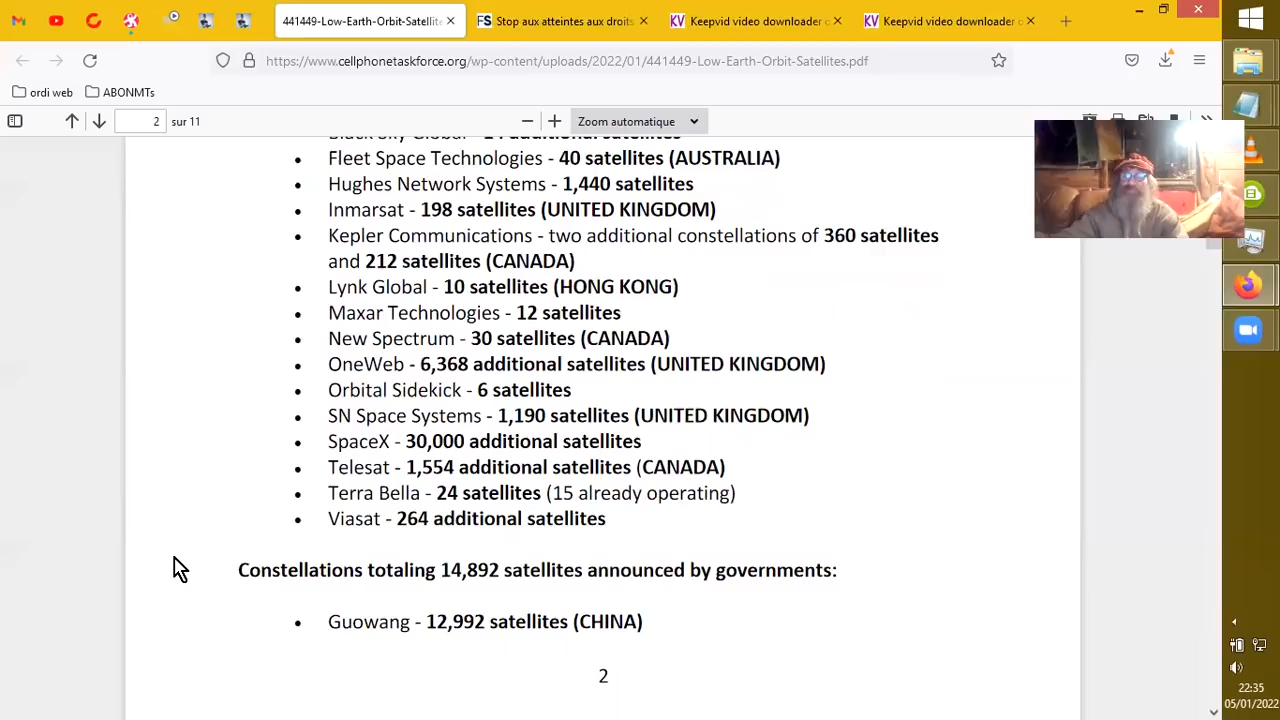 441449-Low-Earth-Orbit-Satellite
Stop aux atteintes aux droits
Keepvid video downloader o
Keepvid video downloader o
https://www.cellphonetaskforce.org/wp-content/uploads/2022/01/441449-Low-Earth-Orbit-Satellites.pdf
ordi web
ABONMTs
2 sur 11
Zoom automatique
Fleet Space Technologies - 40 satellites (AUSTRALIA)
Hughes Network Systems - 1,440 satellites
Inmarsat - 198 satellites (UNITED KINGDOM)
Kepler Communications - two additional constellations of 360 satellites
and 212 satellites (CANADA)
Lynk Global - 10 satellites (HONG KONG)
Maxar Technologies - 12 satellites
New Spectrum - 30 satellites (CANADA)
OneWeb - 6,368 additional satellites (UNITED KINGDOM)
Orbital Sidekick - 6 satellites
SN Space Systems - 1,190 satellites (UNITED KINGDOM)
SpaceX - 30,000 additional satellites
Telesat - 1,554 additional satellites (CANADA)
Terra Bella - 24 satellites (15 already operating)
Viasat - 264 additional satellites
Constellations totaling 14,892 satellites announced by governments:
Guowang - 12,992 satellites (CHINA)
2
22:35
05/01/2022